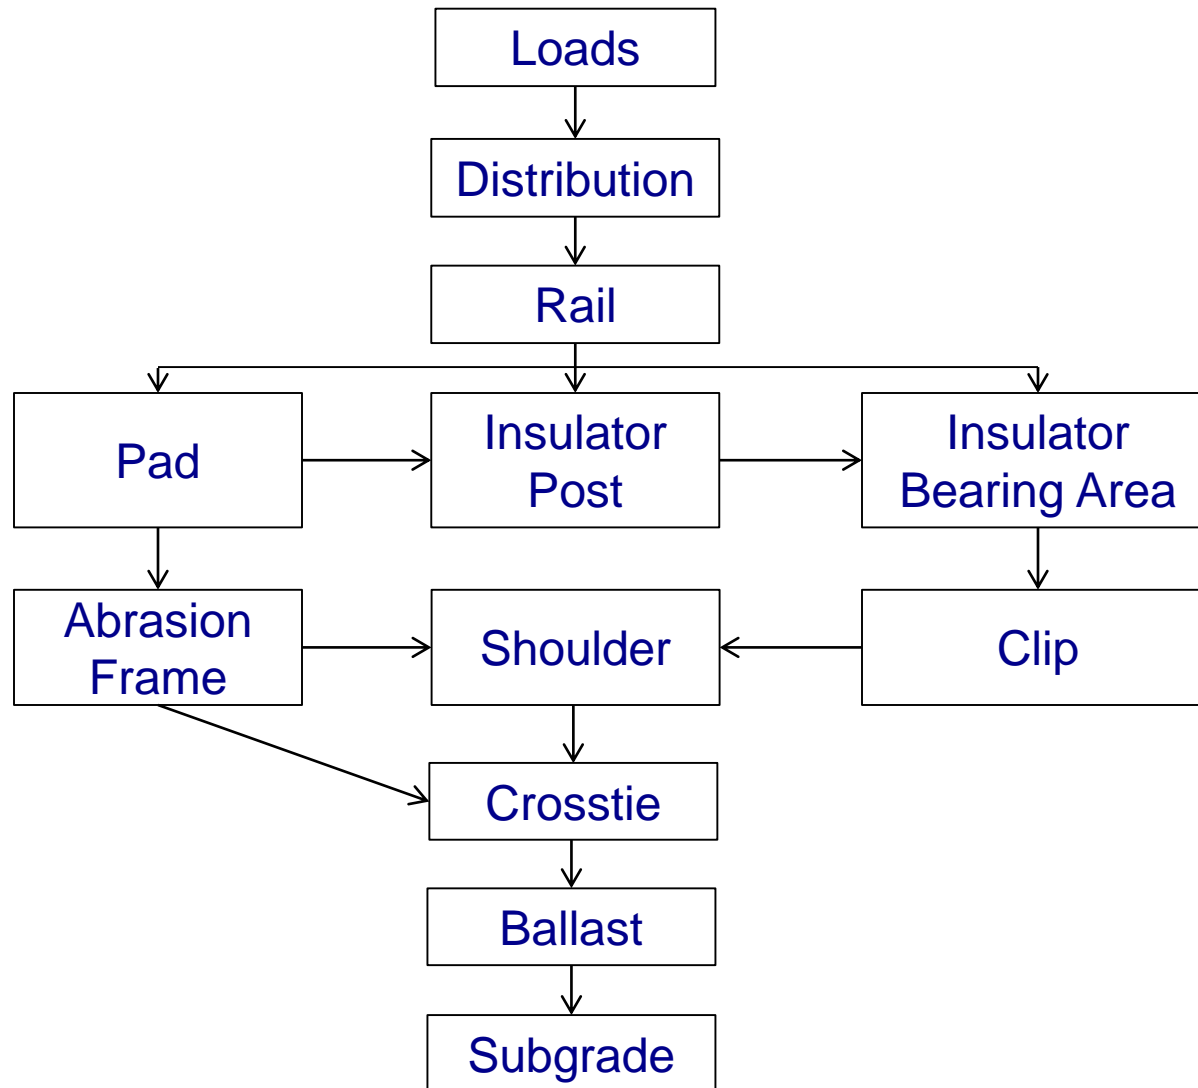 Loads
Distribution
Rail
Pad
Insulator
Post
Insulator
Bearing Area
Abrasion
Frame
Shoulder
Clip
Crosstie
Ballast
Subgrade